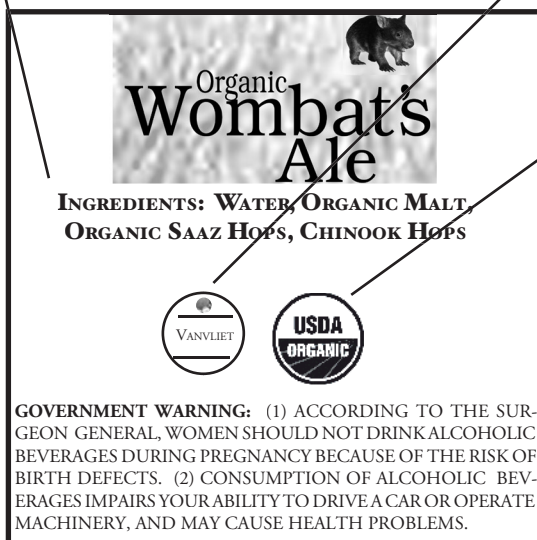 Organic
Wombat's
Ale
INGREDIENTS: WATER, ORGANIC MALT,
ORGANIC SAAZ HOPS, CHINOOK HOPS
VANVLIET
USDA
ORGANIC
GOVERNMENT WARNING: (1) ACCORDING TO THE SUR-
GEON GENERAL, WOMEN SHOULD NOT DRINK ALCOHOLIC
BEVERAGES DURING PREGNANCY BECAUSE OF THE RISK OF
BIRTH DEFECTS. (2) CONSUMPTION OF ALCOHOLIC BEV-
ERAGES IMPAIRS YOUR ABILITY TO DRIVE A CAR OR OPERATE
MACHINERY, AND MAY CAUSE HEALTH PROBLEMS.